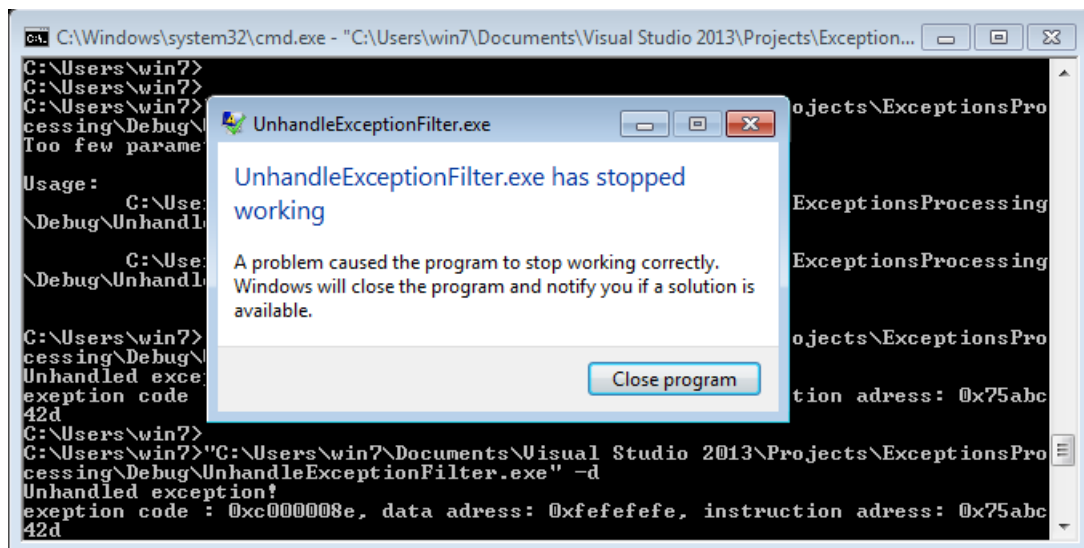 C:\Windows\system32\cmd.exe - "C:\Users\win7\Documents\Visual Studio 2013\Projects\Exception...
C:\Users\win7>
C:\Users\win7>
C:\Users\win7> ojects\ExceptionsPro
cessing\Debug\
Too few parame
Usage:
C:\Use ExceptionsProcessing
\Debug\Unhandl
C:\Use ExceptionsProcessing
\Debug\Unhandl
C:\Users\win7> ojects\ExceptionsPro
cessing\Debug\
Unhandled exce
exeption code tion adress: 0x75abc
42d
C:\Users\win7>
C:\Users\win7>"C:\Users\win7\Documents\Visual Studio 2013\Projects\ExceptionsPro
cessing\Debug\UnhandleExceptionFilter.exe" -d
Unhandled exception!
exeption code : 0xc000008e, data adress: 0xfefefefe, instruction adress: 0x75abc
42d
UnhandleExceptionFilter.exe
UnhandleExceptionFilter.exe has stopped
working
A problem caused the program to stop working correctly.
Windows will close the program and notify you if a solution is
available.
Close program